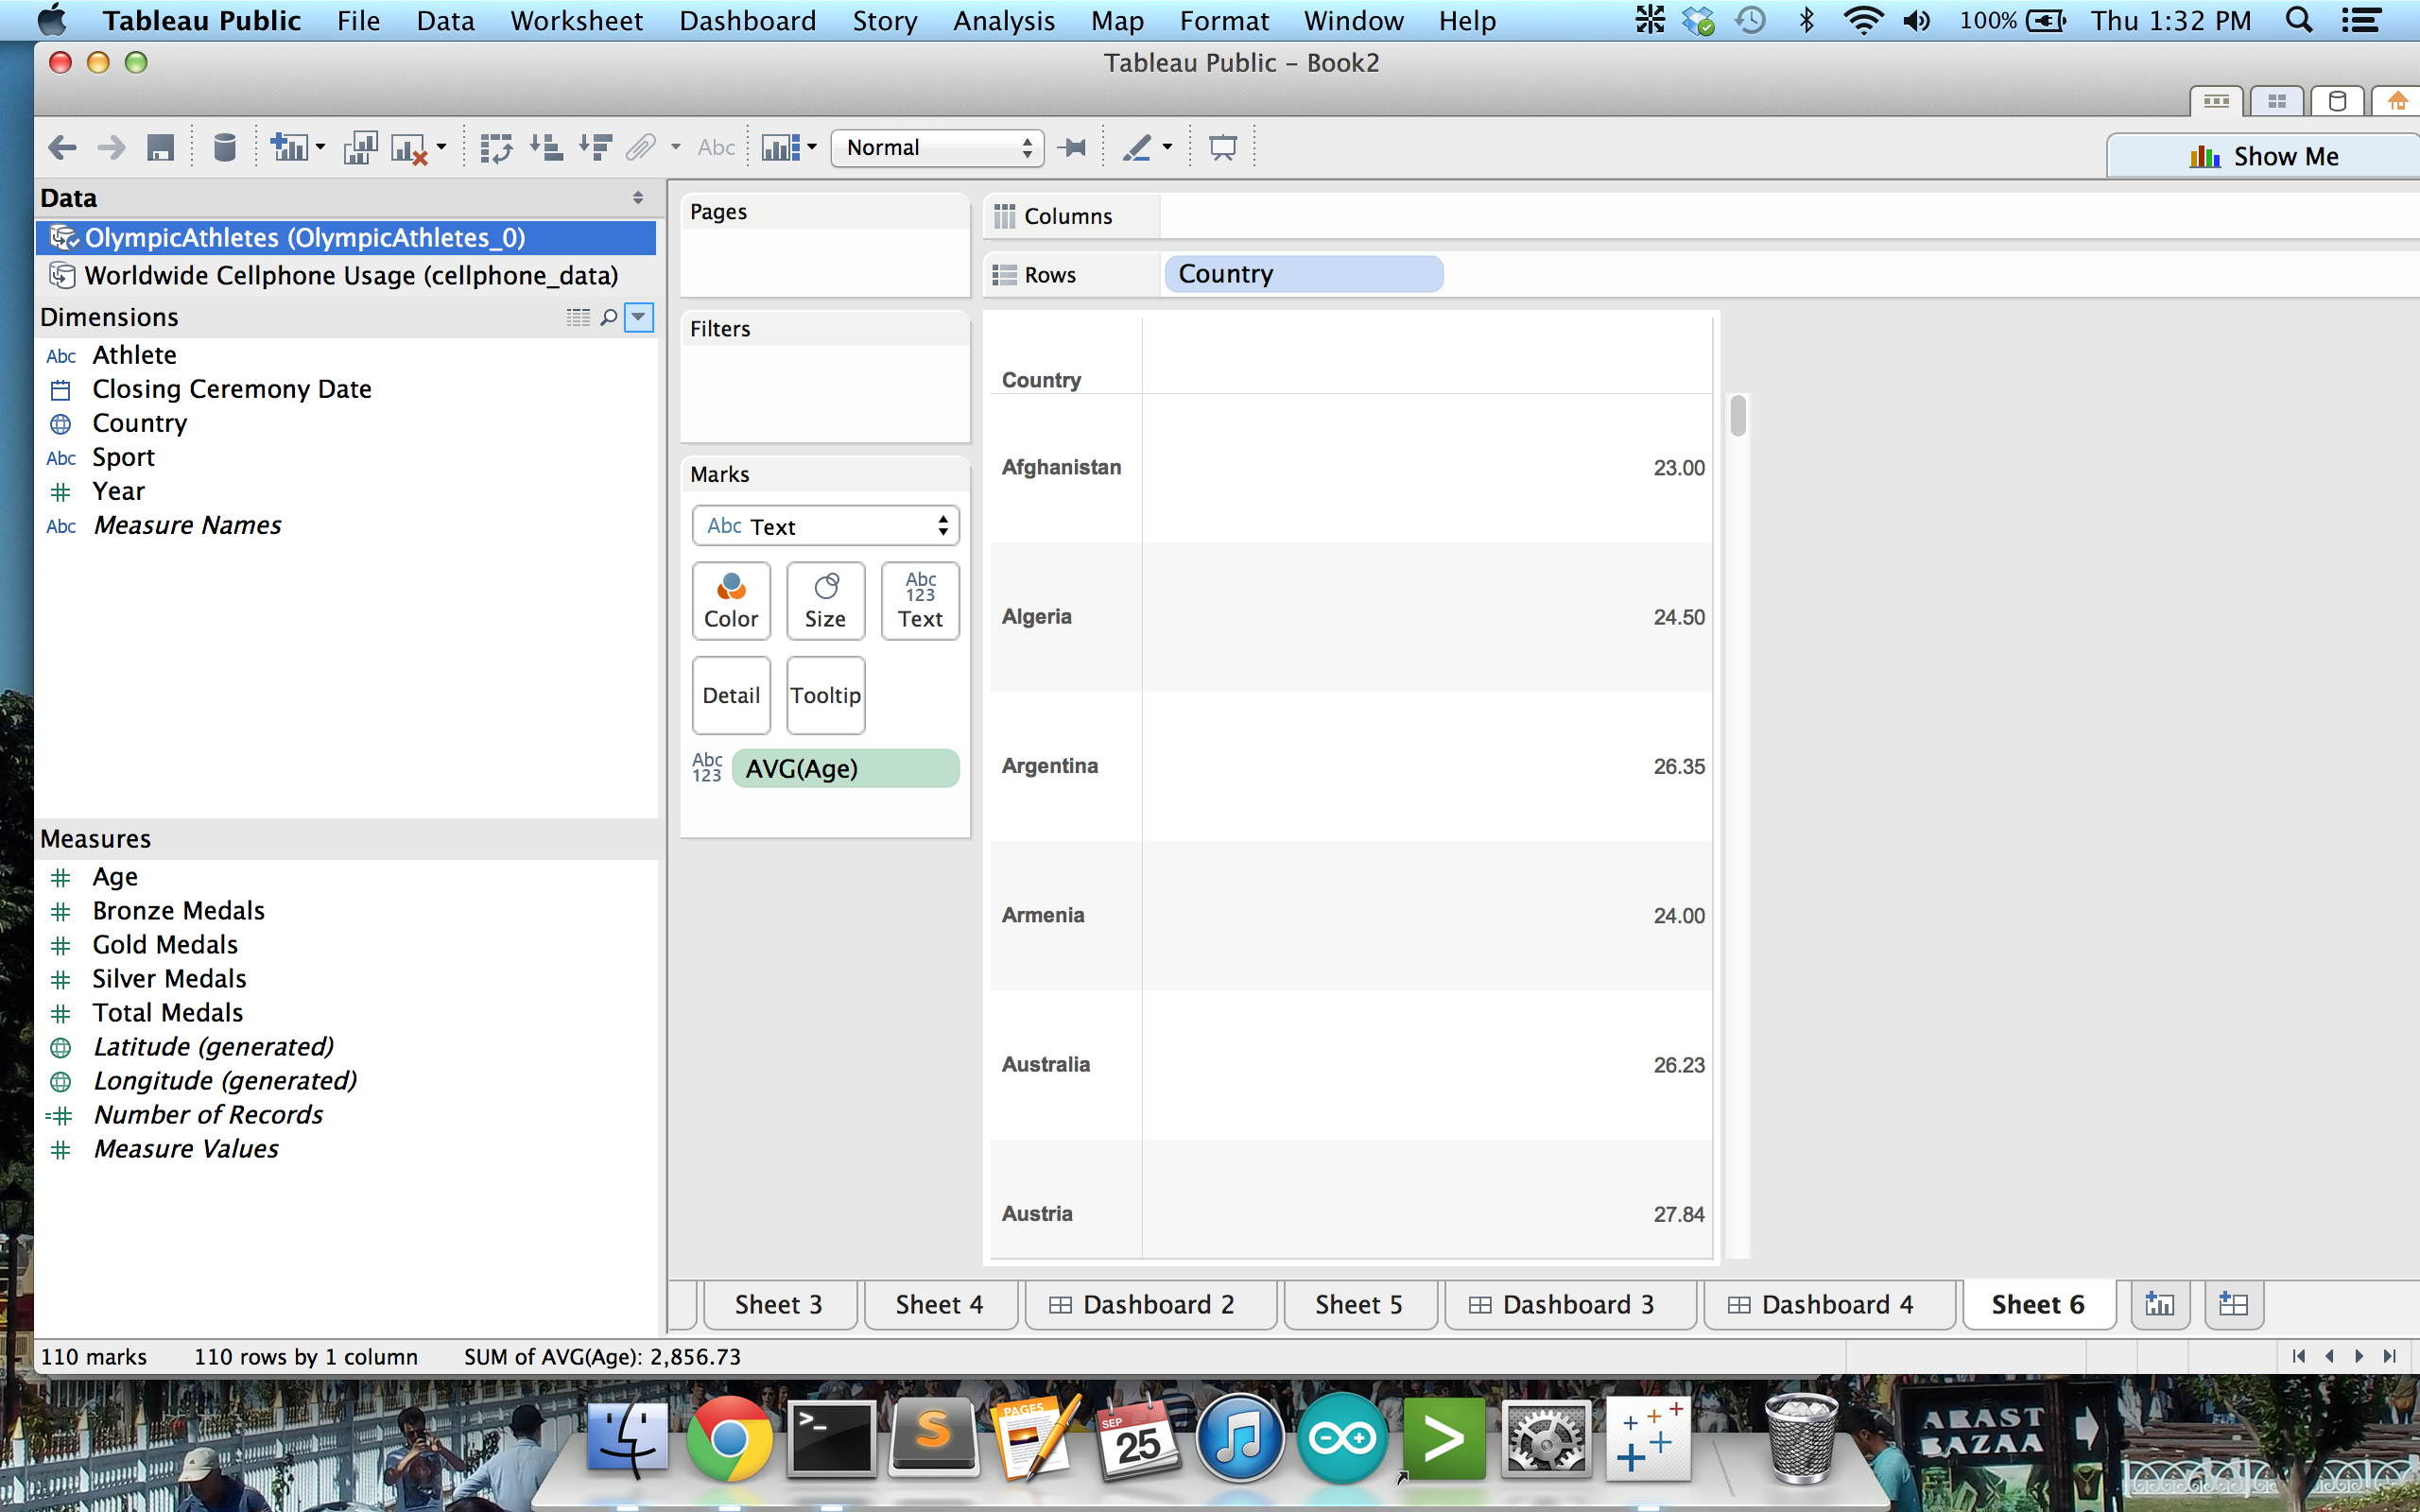 Tableau Public File Data Worksheet Dashboard Story Analysis Map Format Window Help 100% Thu 1:32 PM
Tableau Public – Book2
Abc Normal
Show Me
Data
OlympicAthletes (OlympicAthletes_0)
Worldwide Cellphone Usage (cellphone_data)
Dimensions
Abc Athlete
Closing Ceremony Date
Country
Abc Sport
Year
Abc Measure Names
Measures
Age
Bronze Medals
Gold Medals
Silver Medals
Total Medals
Latitude (generated)
Longitude (generated)
Number of Records
Measure Values
Pages
Filters
Marks
Abc Text
Color
Size
Abc
123
Text
Detail
Tooltip
Abc
123
AVG(Age)
Columns
Rows Country
Country
Afghanistan 23.00
Algeria 24.50
Argentina 26.35
Armenia 24.00
Australia 26.23
Austria 27.84
Sheet 3 Sheet 4 Dashboard 2 Sheet 5 Dashboard 3 Dashboard 4 Sheet 6
110 marks 110 rows by 1 column SUM of AVG(Age): 2,856.73
PAGES
SEP
25
ARAST
BAZAA